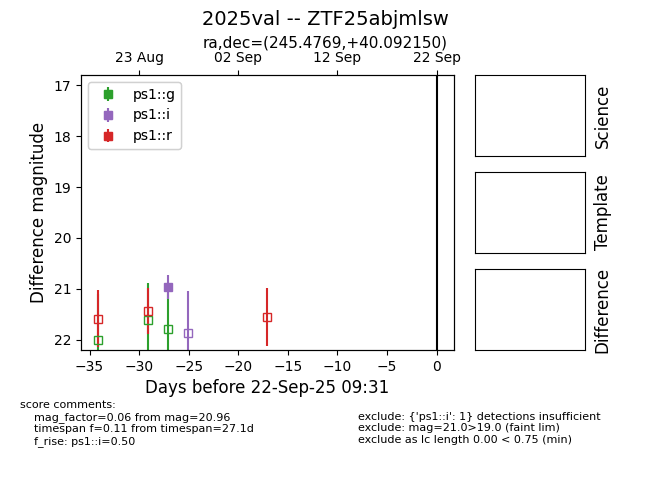 2025val -- ZTF25abjmlsw
ra,dec=(245.4769,+40.092150)
23 Aug 02 Sep 12 Sep 22 Sep
ps1::g
ps1::i
ps1::r
17
18
19
20
21
22
Difference magnitude
−35 −30 −25 −20 −15 −10 −5 0
Days before 22-Sep-25 09:31
Science
Template
Difference
score comments:
mag_factor=0.06 from mag=20.96
timespan f=0.11 from timespan=27.1d
f_rise: ps1::i=0.50
exclude: {'ps1::i': 1} detections insufficient
exclude: mag=21.0>19.0 (faint lim)
exclude as lc length 0.00 < 0.75 (min)